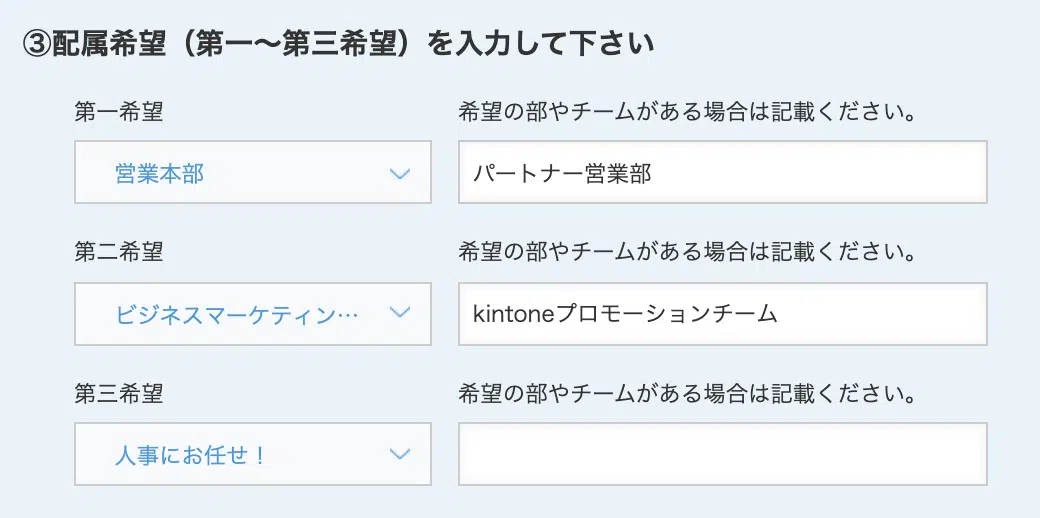 ③配属希望（第一〜第三希望）を入力して下さい
第一希望
希望の部やチームがある場合は記載ください。
営業本部
パートナー営業部
第二希望
希望の部やチームがある場合は記載ください。
ビジネスマーケティン…
kintoneプロモーションチーム
第三希望
希望の部やチームがある場合は記載ください。
人事にお任せ！